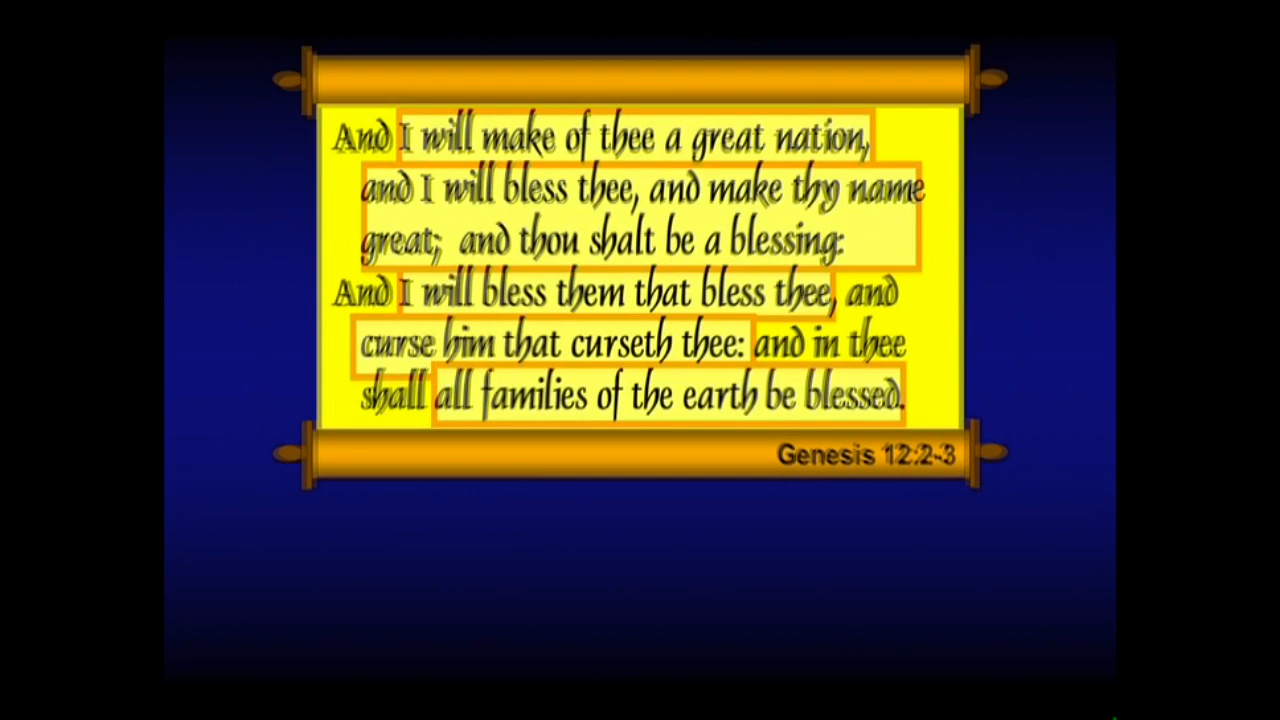 And I will make of thee a great nation,
and I will bless thee, and make thy name
great; and thou shalt be a blessing:
And I will bless them that bless thee, and
curse him that curseth thee: and in thee
shall all families of the earth be blessed.
Genesis 12:2-3